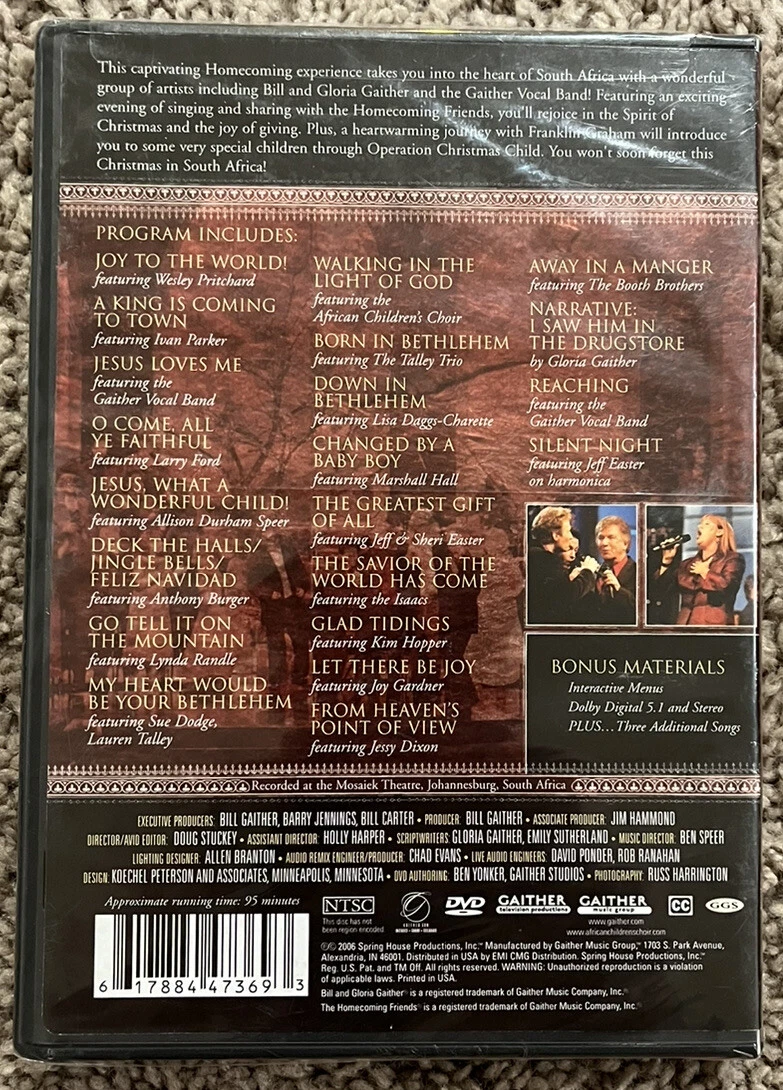 This captivating Homecoming experience takes you into the heart of South Africa with a wonderful
group of artists including Bill and Gloria Gaither and the Gaither Vocal Band! Featuring an exciting
evening of singing and sharing with the Homecoming Friends, you'll rejoice in the Spirit of
Christmas and the joy of giving. Plus, a heartwarming journey with Franklin Graham will introduce
you to some very special children through Operation Christmas Child. You won't soon forget this
Christmas in South Africa!
PROGRAM INCLUDES:
JOY TO THE WORLD!
featuring Wesley Pritchard
A KING IS COMING
TO TOWN
featuring Ivan Parker
JESUS LOVES ME
featuring the
Gaither Vocal Band
O COME, ALL
YE FAITHFUL
featuring Larry Ford
JESUS, WHAT A
WONDERFUL CHILD!
featuring Allison Durham Speer
DECK THE HALLS/
JINGLE BELLS/
FELIZ NAVIDAD
featuring Anthony Burger
GO TELL IT ON
THE MOUNTAIN
featuring Lynda Randle
MY HEART WOULD
BE YOUR BETHLEHEM
featuring Sue Dodge,
Lauren Talley
WALKING IN THE
LIGHT OF GOD
featuring the
African Children's Choir
BORN IN BETHLEHEM
featuring The Talley Trio
DOWN IN
BETHLEHEM
featuring Lisa Daggs-Charette
CHANGED BY A
BABY BOY
featuring Marshall Hall
THE GREATEST GIFT
OF ALL
featuring Jeff & Sheri Easter
THE SAVIOR OF THE
WORLD HAS COME
featuring the Isaacs
GLAD TIDINGS
featuring Kim Hopper
LET THERE BE JOY
featuring Joy Gardner
FROM HEAVEN'S
POINT OF VIEW
featuring Jessy Dixon
AWAY IN A MANGER
featuring The Booth Brothers
NARRATIVE:
I SAW HIM IN
THE DRUGSTORE
by Gloria Gaither
REACHING
featuring the
Gaither Vocal Band
SILENT NIGHT
featuring Jeff Easter
on harmonica
BONUS MATERIALS
Interactive Menus
Dolby Digital 5.1 and Stereo
PLUS...Three Additional Songs
Recorded at the Mosaiek Theatre, Johannesburg, South Africa
EXECUTIVE PRODUCERS: BILL GAITHER, BARRY JENNINGS, BILL CARTER • PRODUCER: BILL GAITHER • ASSOCIATE PRODUCER: JIM HAMMOND
DIRECTOR/AVID EDITOR: DOUG STUCKEY • ASSISTANT DIRECTOR: HOLLY HARPER • SCRIPTWRITERS: GLORIA GAITHER, EMILY SUTHERLAND • MUSIC DIRECTOR: BEN SPEER
LIGHTING DESIGNER: ALLEN BRANTON • AUDIO REMIX ENGINEER/PRODUCER: CHAD EVANS • LIVE AUDIO ENGINEERS: DAVID PONDER, ROB RANAHAN
DESIGN: KOECHEL PETERSON AND ASSOCIATES, MINNEAPOLIS, MINNESOTA • DVD AUTHORING: BEN YONKER, GAITHER STUDIOS • PHOTOGRAPHY: RUSS HARRINGTON
Approximate running time: 95 minutes
6 17884 47369 3
NTSC
This disc has not
been region encoded
DVD
VIDEO
GAITHER
television productions
GAITHER
music group
CC
GGS
www.gaither.com
www.africanchildrenschoir.com
℗© 2006 Spring House Productions, Inc.™ Manufactured by Gaither Music Group,™ 1703 S. Park Avenue,
Alexandria, IN 46001. Distributed in USA by EMI CMG Distribution. Spring House Productions, Inc.™
Reg. U.S. Pat. and TM Off. All rights reserved. WARNING: Unauthorized reproduction is a violation
of applicable laws. Printed in USA.
Bill and Gloria Gaither® is a registered trademark of Gaither Music Company, Inc.
The Homecoming Friends® is a registered trademark of Gaither Music Company, Inc.